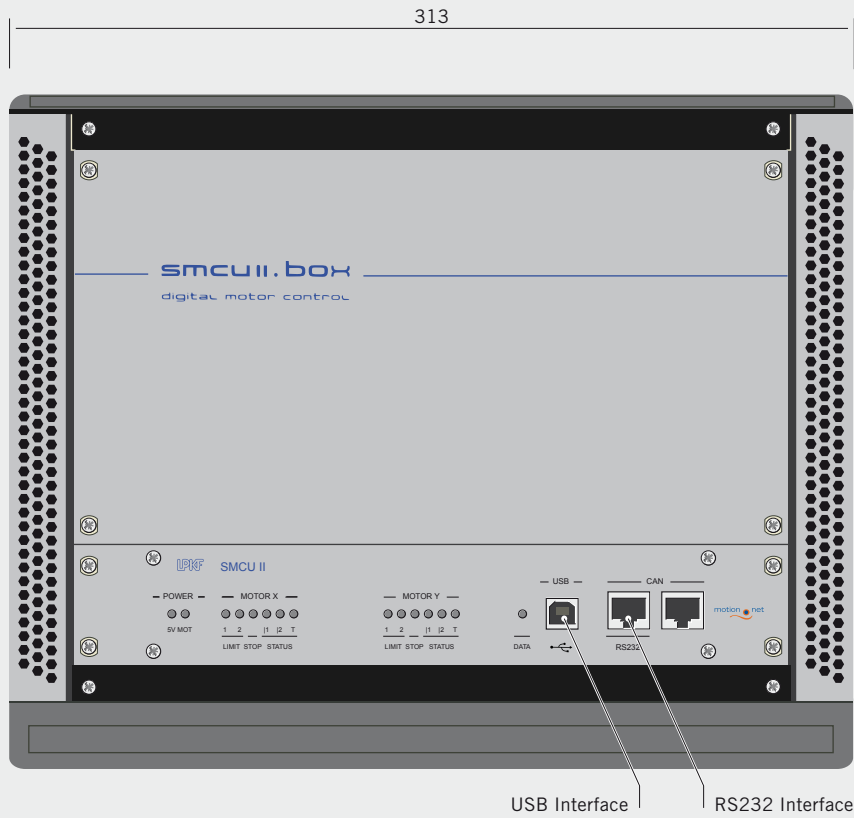 313
smcu II.box
digital motor control
LPKF SMCU II
POWER MOTOR X MOTOR Y USB CAN
motion net
5V MOT 1 2 |1 |2 T 1 2 |1 |2 T
LIMIT STOP STATUS LIMIT STOP STATUS DATA RS232
USB Interface RS232 Interface